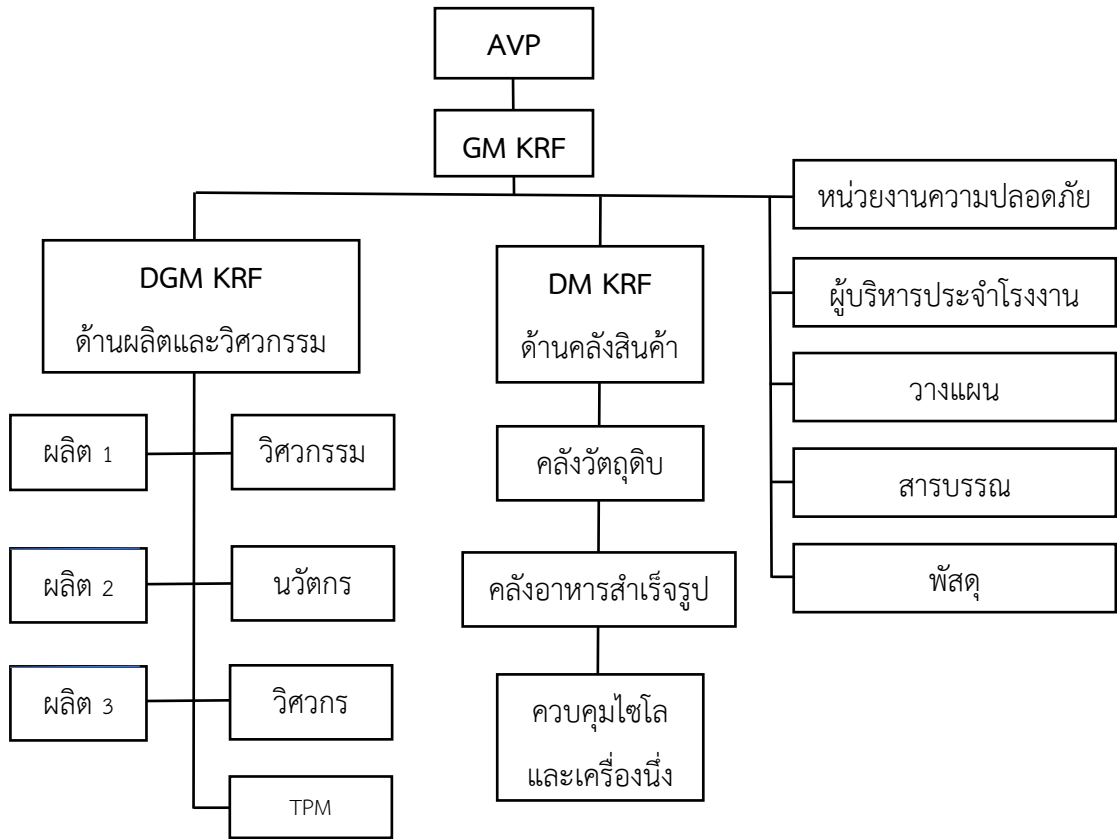 AVP
GM KRF
หน่วยงานความปลอดภัย
DGM KRF
ด้านผลิตและวิศวกรรม
DM KRF
ด้านคลังสินค้า
ผู้บริหารประจำโรงงาน
วางแผน
ผลิต 1
วิศวกรรม
คลังวัตถุดิบ
สารบรรณ
ผลิต 2
นวัตกร
คลังอาหารสำเร็จรูป
พัสดุ
ผลิต 3
วิศวกร
ควบคุมไซโล
และเครื่องนึ่ง
TPM